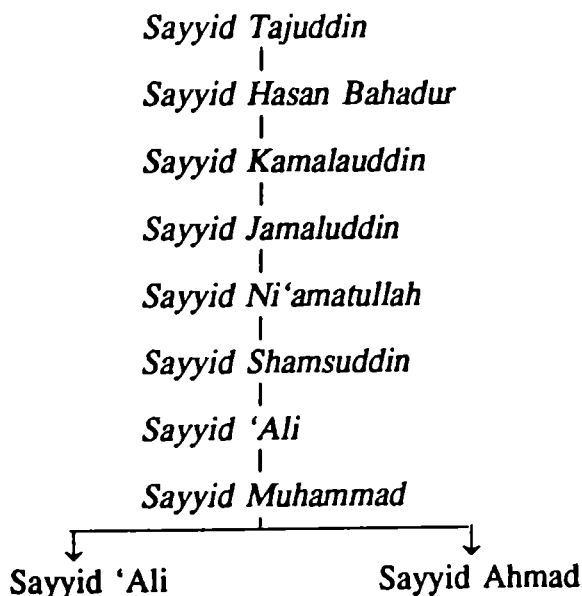 Sayyid Tajuddin
Sayyid Hasan Bahadur
Sayyid Kamalauddin
Sayyid Jamaluddin
Sayyid Ni‘amatullah
Sayyid Shamsuddin
Sayyid ‘Ali
Sayyid Muhammad
Sayyid ‘Ali Sayyid Ahmad